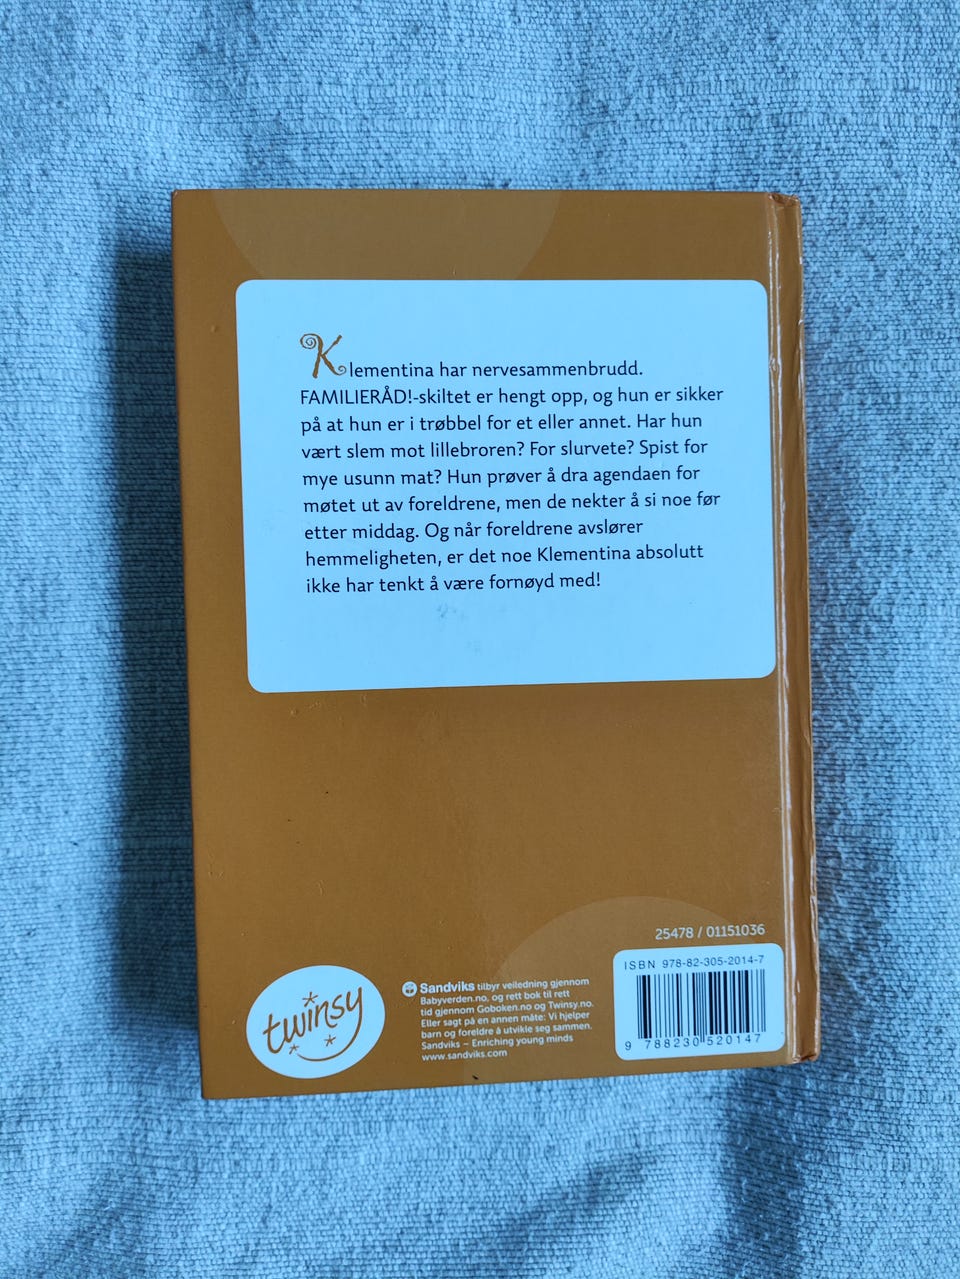 Klementina har nervesammenbrudd.
FAMILIERÅD!-skiltet er hengt opp, og hun er sikker
på at hun er i trøbbel for et eller annet. Har hun
vært slem mot lillebroren? For slurvete? Spist for
mye usunn mat? Hun prøver å dra agendaen for
møtet ut av foreldrene, men de nekter å si noe før
etter middag. Og når foreldrene avslører
hemmeligheten, er det noe Klementina absolutt
ikke har tenkt å være fornøyd med!
25478 / 01151036
ISBN 978-82-305-2014-7
9 788230 520147
twinsy
Sandviks tilbyr veiledning gjennom
Babyverden.no, og rett bok til rett
tid gjennom Goboken.no og Twinsy.no.
Eller sagt på en annen måte: Vi hjelper
barn og foreldre å utvikle seg sammen.
Sandviks – Enriching young minds
www.sandviks.com